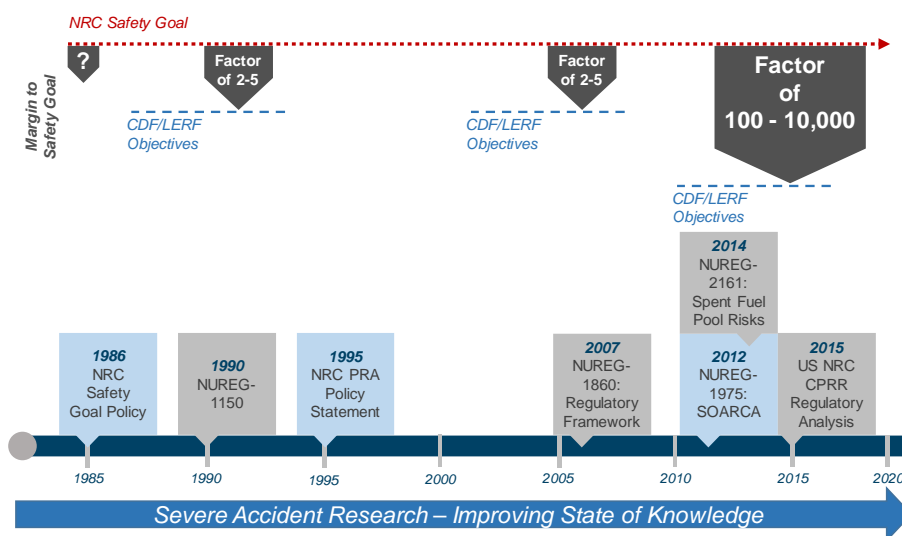 NRC Safety Goal
Margin to
Safety Goal
?
Factor
of 2-5
CDF/LERF
Objectives
Factor
of 2-5
CDF/LERF
Objectives
Factor
of
100 - 10,000
CDF/LERF
Objectives
2014
NUREG-
2161:
Spent Fuel
Pool Risks
1986
NRC
Safety
Goal Policy
1990
NUREG-
1150
1995
NRC PRA
Policy
Statement
2007
NUREG-
1860:
Regulatory
Framework
2012
NUREG-
1975:
SOARCA
2015
US NRC
CPRR
Regulatory
Analysis
1985
1990
1995
2000
2005
2010
2015
2020
Severe Accident Research – Improving State of Knowledge